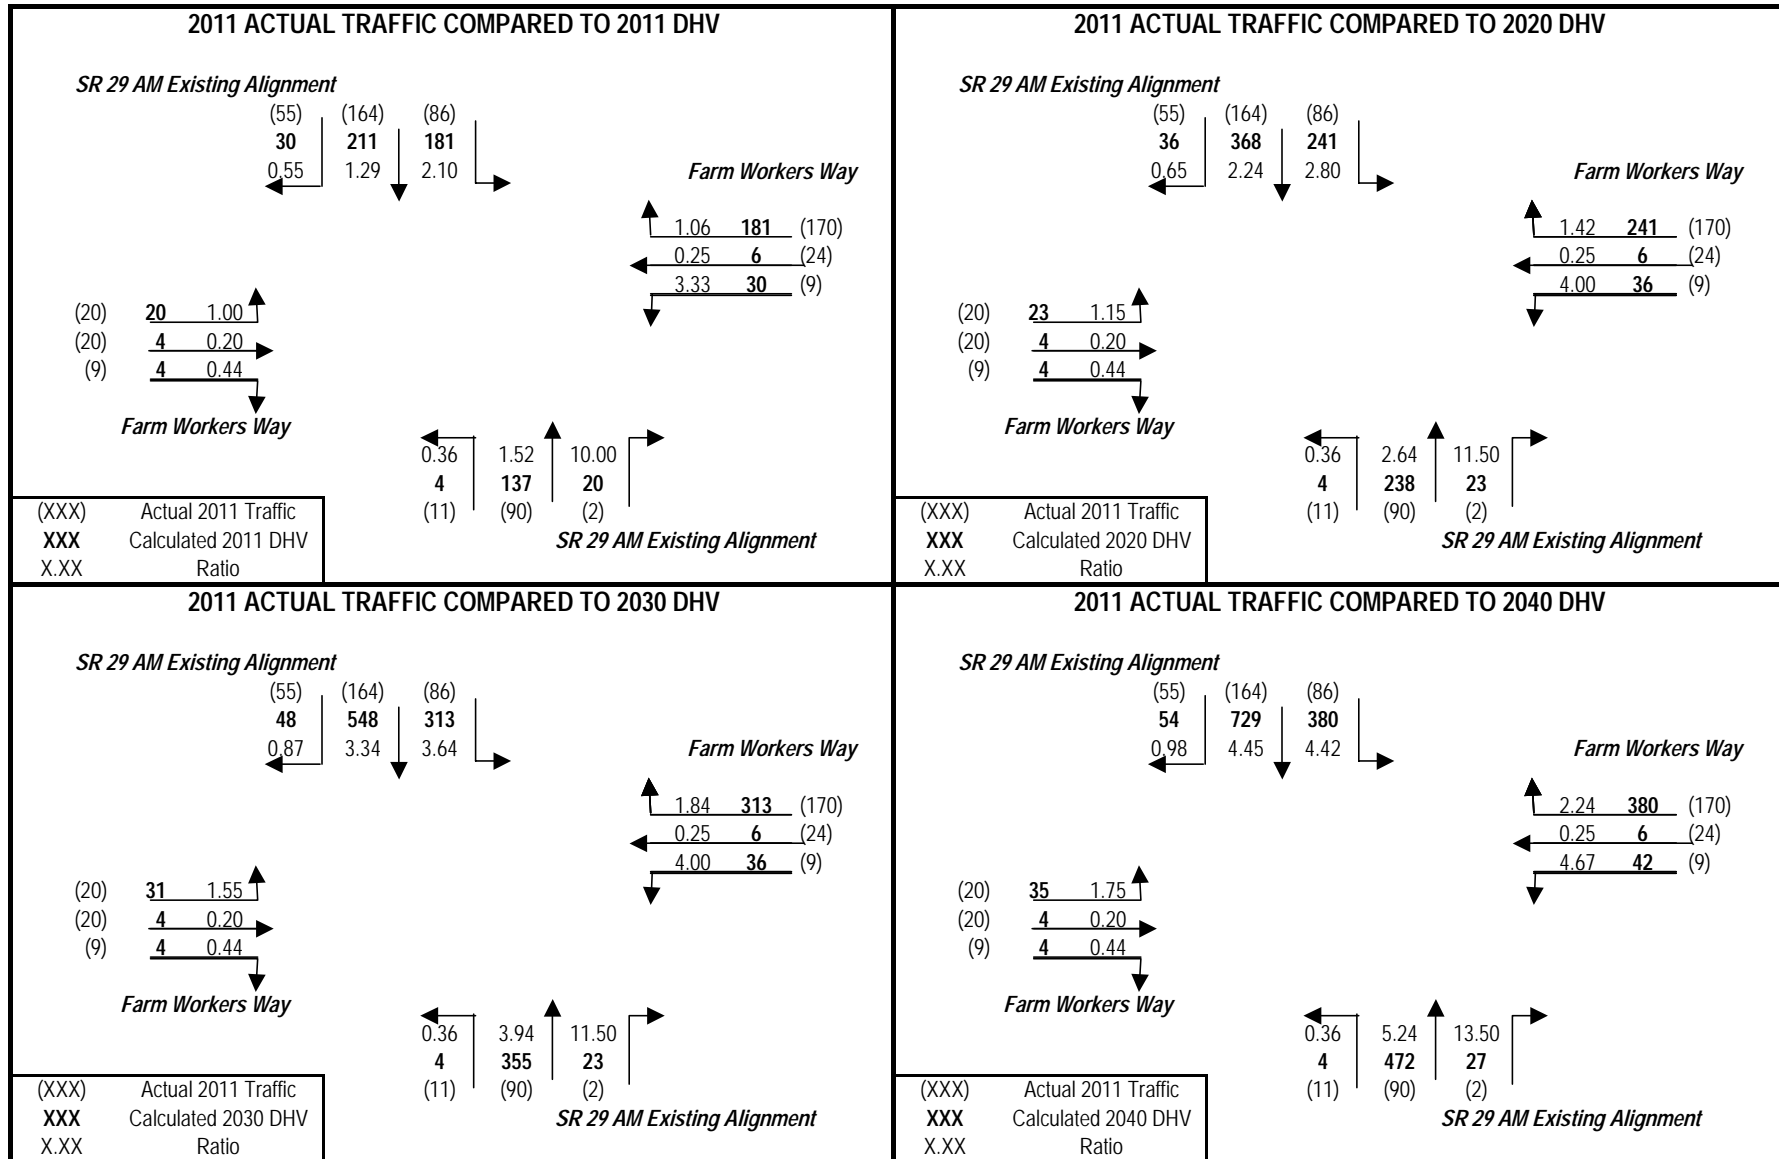 2011 ACTUAL TRAFFIC COMPARED TO 2011 DHV
SR 29 AM Existing Alignment
(55) (164) (86)
30 211 181
0.55 1.29 2.10
Farm Workers Way
1.06 181 (170)
0.25 6 (24)
3.33 30 (9)
(20) 20 1.00
(20) 4 0.20
(9) 4 0.44
Farm Workers Way
0.36 1.52 10.00
4 137 20
(11) (90) (2)
SR 29 AM Existing Alignment
(XXX) Actual 2011 Traffic
XXX Calculated 2011 DHV
X.XX Ratio
2011 ACTUAL TRAFFIC COMPARED TO 2020 DHV
SR 29 AM Existing Alignment
(55) (164) (86)
36 368 241
0.65 2.24 2.80
Farm Workers Way
1.42 241 (170)
0.25 6 (24)
4.00 36 (9)
(20) 23 1.15
(20) 4 0.20
(9) 4 0.44
Farm Workers Way
0.36 2.64 11.50
4 238 23
(11) (90) (2)
SR 29 AM Existing Alignment
(XXX) Actual 2011 Traffic
XXX Calculated 2020 DHV
X.XX Ratio
2011 ACTUAL TRAFFIC COMPARED TO 2030 DHV
SR 29 AM Existing Alignment
(55) (164) (86)
48 548 313
0.87 3.34 3.64
Farm Workers Way
1.84 313 (170)
0.25 6 (24)
4.00 36 (9)
(20) 31 1.55
(20) 4 0.20
(9) 4 0.44
Farm Workers Way
0.36 3.94 11.50
4 355 23
(11) (90) (2)
SR 29 AM Existing Alignment
(XXX) Actual 2011 Traffic
XXX Calculated 2030 DHV
X.XX Ratio
2011 ACTUAL TRAFFIC COMPARED TO 2040 DHV
SR 29 AM Existing Alignment
(55) (164) (86)
54 729 380
0.98 4.45 4.42
Farm Workers Way
2.24 380 (170)
0.25 6 (24)
4.67 42 (9)
(20) 35 1.75
(20) 4 0.20
(9) 4 0.44
Farm Workers Way
0.36 5.24 13.50
4 472 27
(11) (90) (2)
SR 29 AM Existing Alignment
(XXX) Actual 2011 Traffic
XXX Calculated 2040 DHV
X.XX Ratio